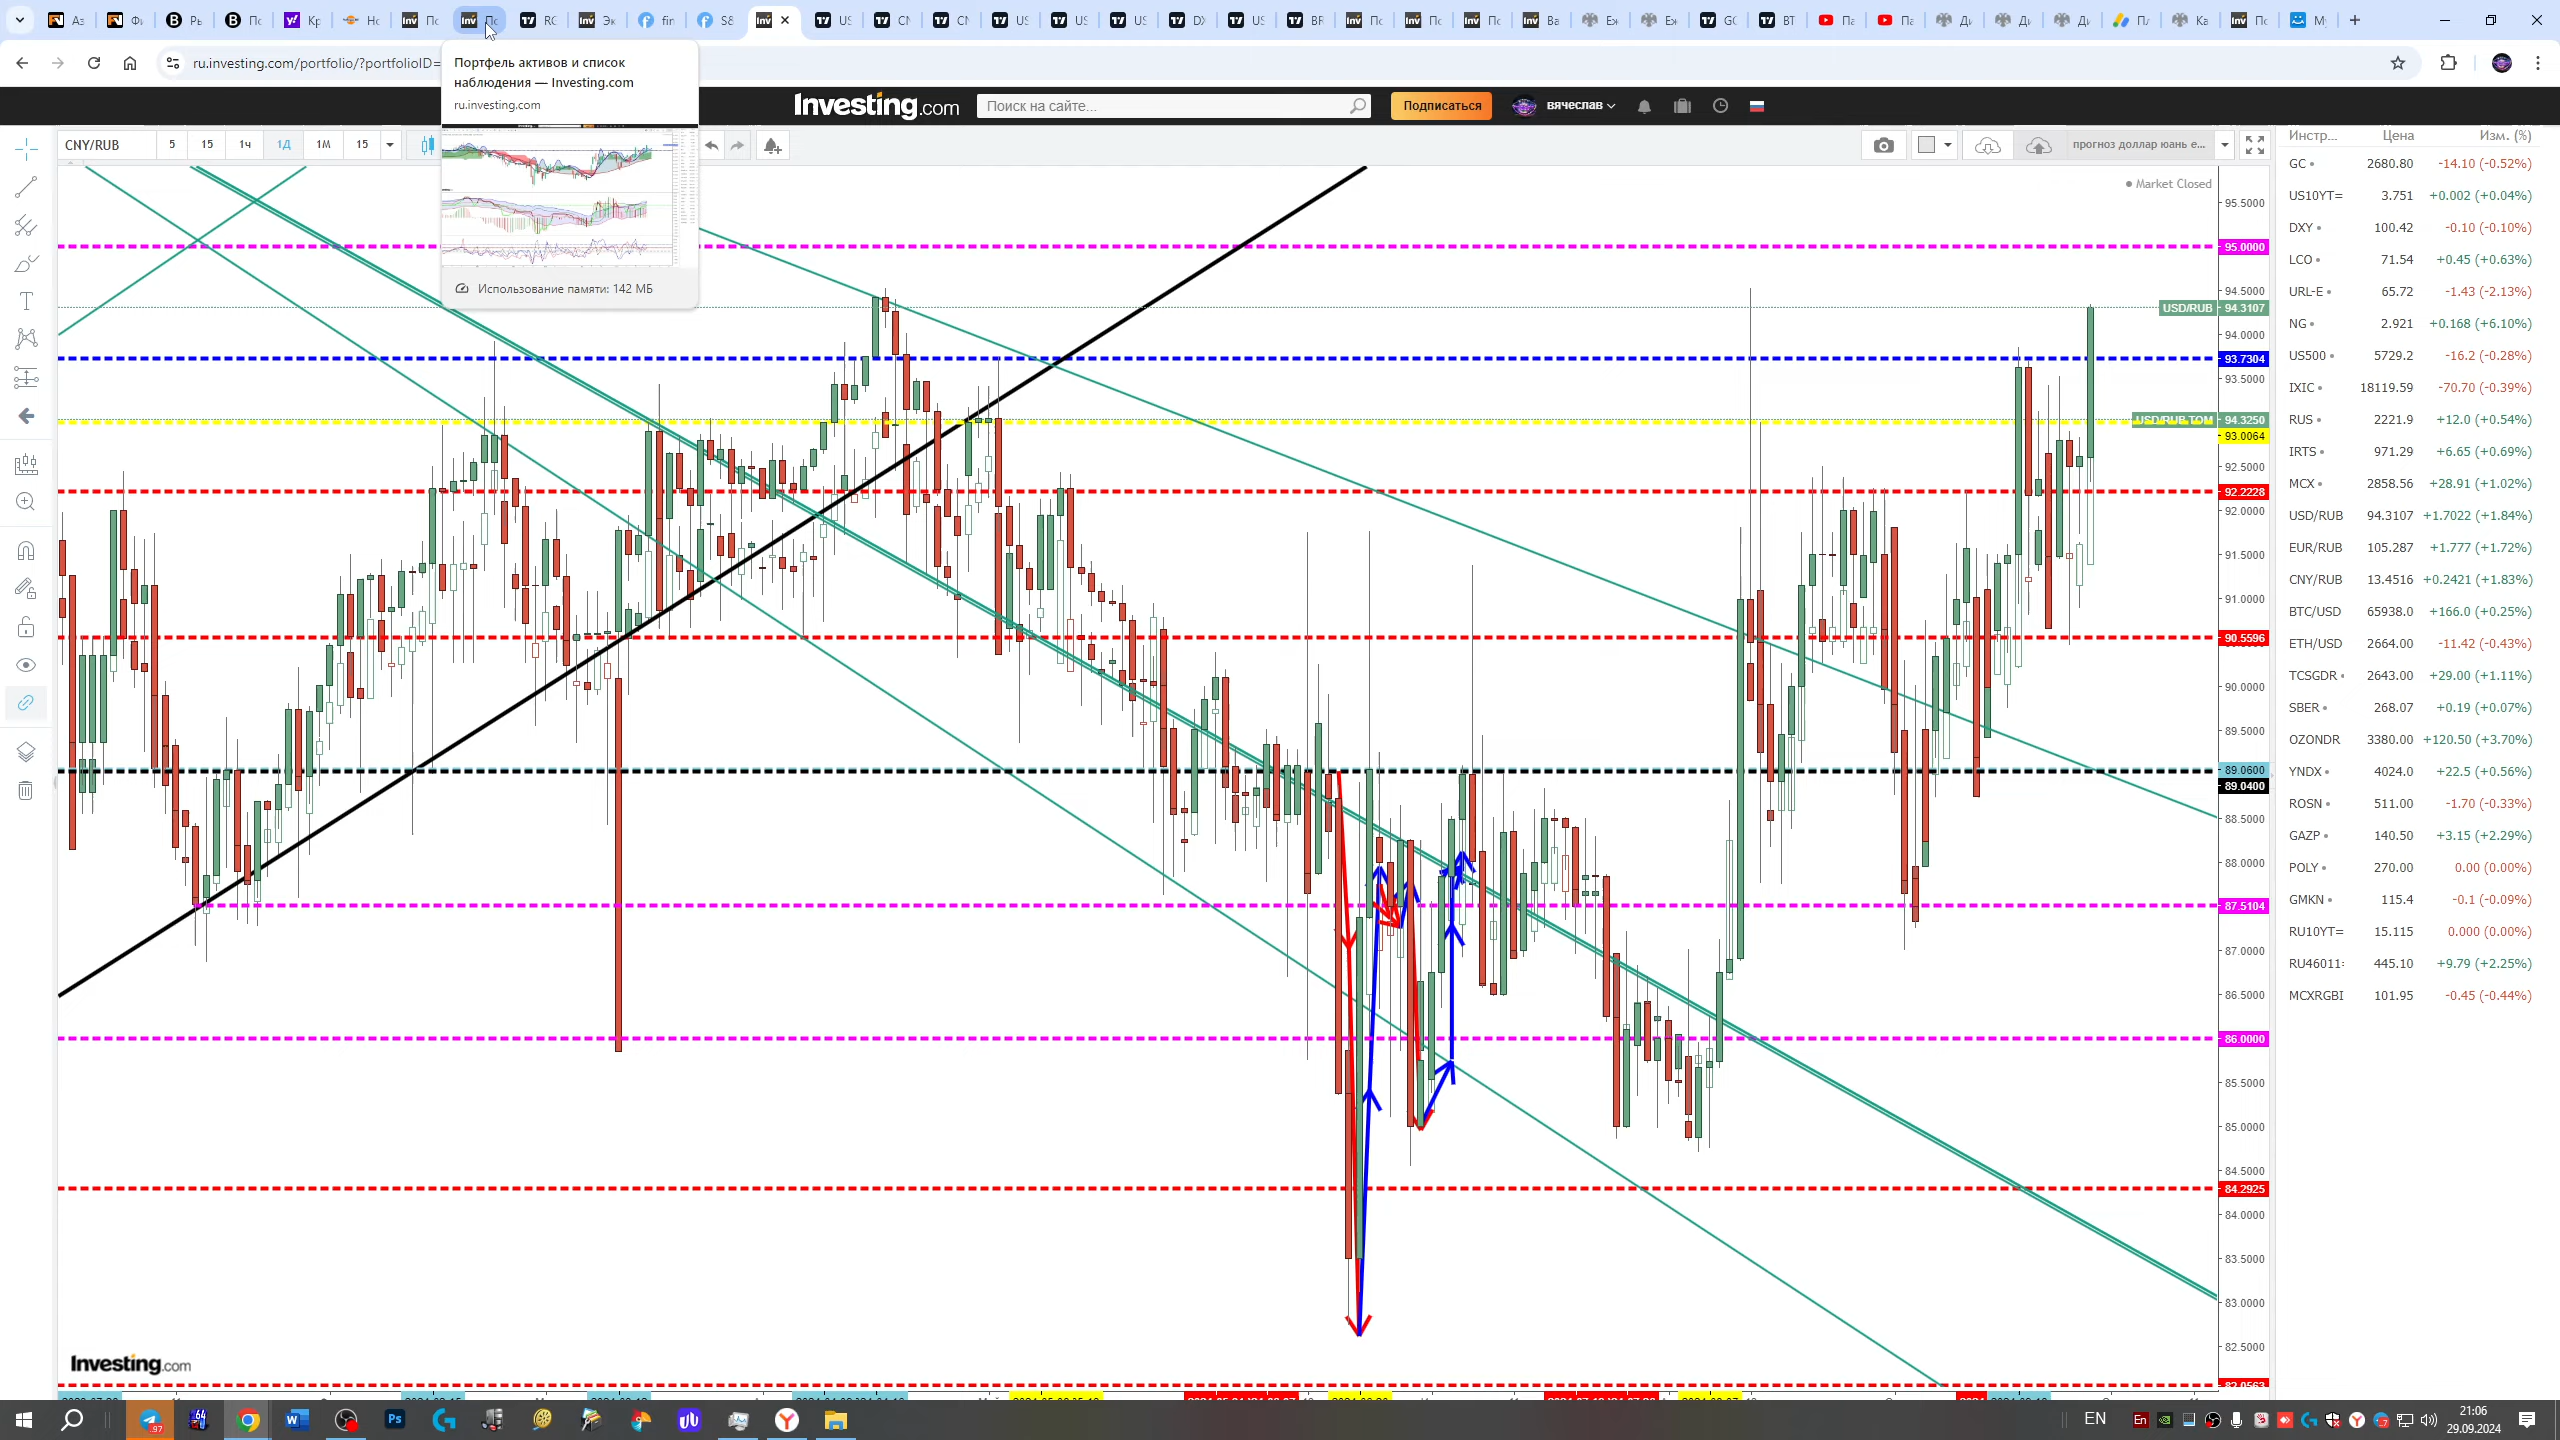 ru.investing.com/portfolio/?portfolioID=
Портфель активов и список
наблюдения — Investing.com
ru.investing.com
Использование памяти: 142 МБ
Investing.com
Поиск на сайте...
Подписаться
вячеслав
CNY/RUB 5 15 1ч 1Д 1М 15
прогноз доллар юань е...
Market Closed
95.5000
95.0000
94.5000
USD/RUB 94.3107
94.0000
93.7304
93.5000
USD/RUB TOM 94.3250
93.0064
92.5000
92.2228
92.0000
91.5000
91.0000
90.5596
90.0000
89.5000
89.0600
89.0400
88.5000
88.0000
87.5104
87.0000
86.5000
86.0000
85.5000
85.0000
84.5000
84.2925
84.0000
83.5000
83.0000
82.5000
82.0563
Инстр... Цена Изм. (%)
GC 2680.80 -14.10 (-0.52%)
US10YT= 3.751 +0.002 (+0.04%)
DXY 100.42 -0.10 (-0.10%)
LCO 71.54 +0.45 (+0.63%)
URL-E 65.72 -1.43 (-2.13%)
NG 2.921 +0.168 (+6.10%)
US500 5729.2 -16.2 (-0.28%)
IXIC 18119.59 -70.70 (-0.39%)
RUS 2221.9 +12.0 (+0.54%)
IRTS 971.29 +6.65 (+0.69%)
MCX 2858.56 +28.91 (+1.02%)
USD/RUB 94.3107 +1.7022 (+1.84%)
EUR/RUB 105.287 +1.777 (+1.72%)
CNY/RUB 13.4516 +0.2421 (+1.83%)
BTC/USD 65938.0 +166.0 (+0.25%)
ETH/USD 2664.00 -11.42 (-0.43%)
TCSGDR 2643.00 +29.00 (+1.11%)
SBER 268.07 +0.19 (+0.07%)
OZONDR 3380.00 +120.50 (+3.70%)
YNDX 4024.0 +22.5 (+0.56%)
ROSN 511.00 -1.70 (-0.33%)
GAZP 140.50 +3.15 (+2.29%)
POLY 270.00 0.00 (0.00%)
GMKN 115.4 -0.1 (-0.09%)
RU10YT= 15.115 0.000 (0.00%)
RU46011: 445.10 +9.79 (+2.25%)
MCXRGBI 101.95 -0.45 (-0.44%)
Investing.com
EN
21:06
29.09.2024